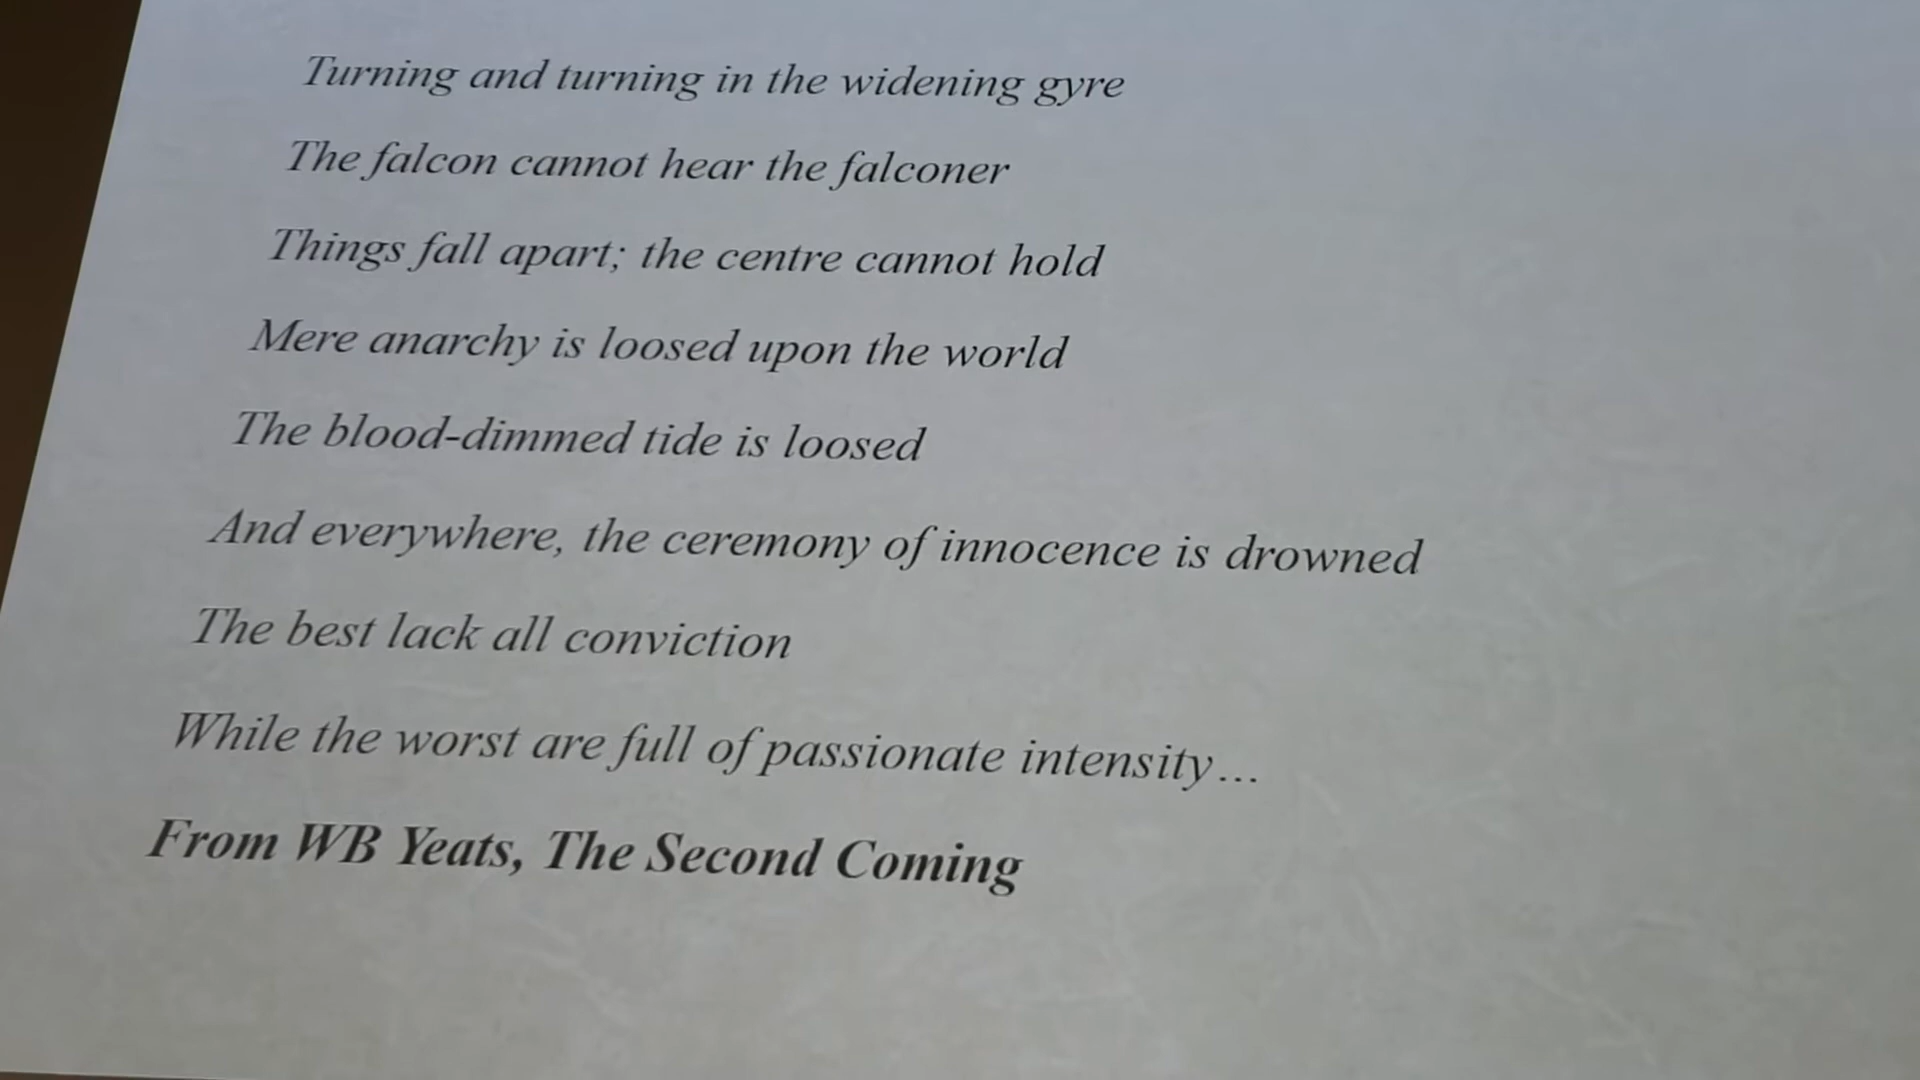 Turning and turning in the widening gyre
The falcon cannot hear the falconer
Things fall apart; the centre cannot hold
Mere anarchy is loosed upon the world
The blood-dimmed tide is loosed
And everywhere, the ceremony of innocence is drowned
The best lack all conviction
While the worst are full of passionate intensity…
From WB Yeats, The Second Coming